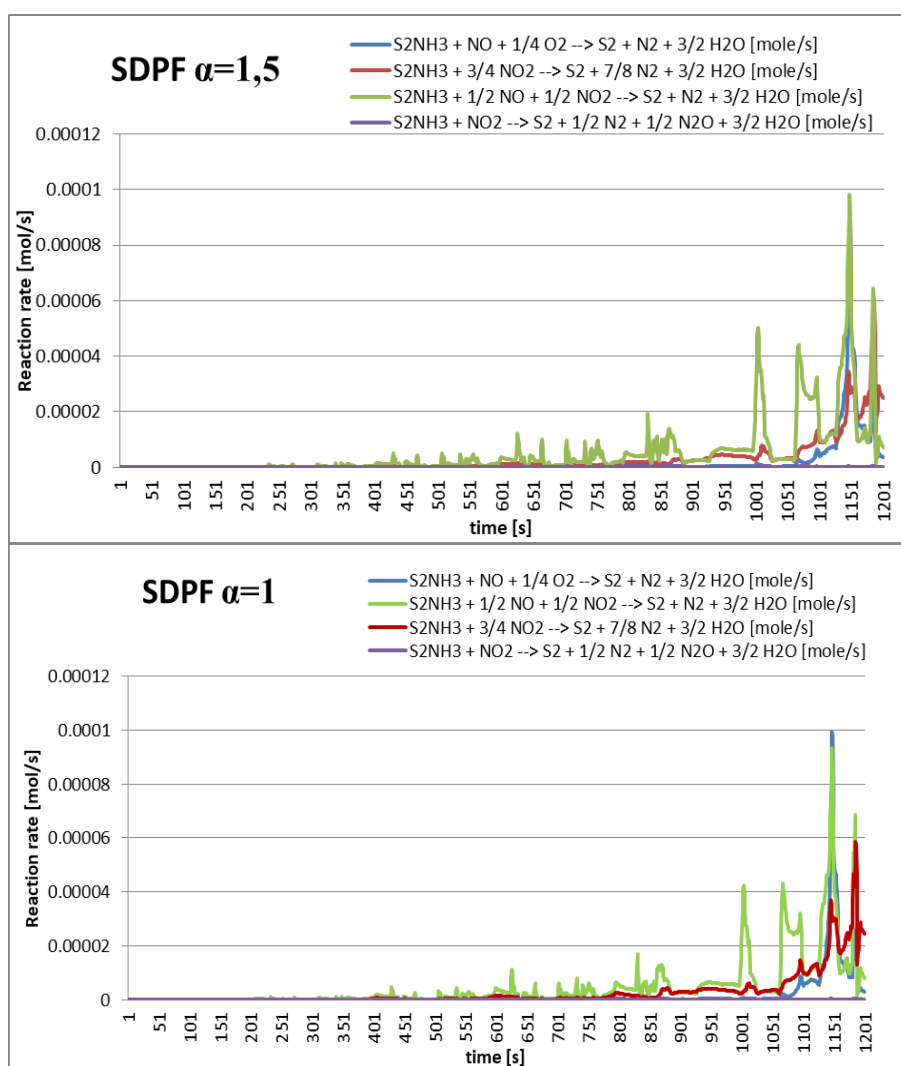 SDPF α=1,5
S2NH3 + NO + 1/4 O2 --> S2 + N2 + 3/2 H2O [mole/s]
S2NH3 + 3/4 NO2 --> S2 + 7/8 N2 + 3/2 H2O [mole/s]
S2NH3 + 1/2 NO + 1/2 NO2 --> S2 + N2 + 3/2 H2O [mole/s]
S2NH3 + NO2 --> S2 + 1/2 N2 + 1/2 N2O + 3/2 H2O [mole/s]
Reaction rate [mol/s]
0.00012
0.0001
0.00008
0.00006
0.00004
0.00002
0
1 51 101 151 201 251 301 351 401 451 501 551 601 651 701 751 801 851 901 951 1001 1051 1101 1151 1201
time [s]
SDPF α=1
S2NH3 + NO + 1/4 O2 --> S2 + N2 + 3/2 H2O [mole/s]
S2NH3 + 1/2 NO + 1/2 NO2 --> S2 + N2 + 3/2 H2O [mole/s]
S2NH3 + 3/4 NO2 --> S2 + 7/8 N2 + 3/2 H2O [mole/s]
S2NH3 + NO2 --> S2 + 1/2 N2 + 1/2 N2O + 3/2 H2O [mole/s]
Reaction rate [mol/s]
0.00012
0.0001
0.00008
0.00006
0.00004
0.00002
0
1 51 101 151 201 251 301 351 401 451 501 551 601 651 701 751 801 851 901 951 1001 1051 1101 1151 1201
time [s]